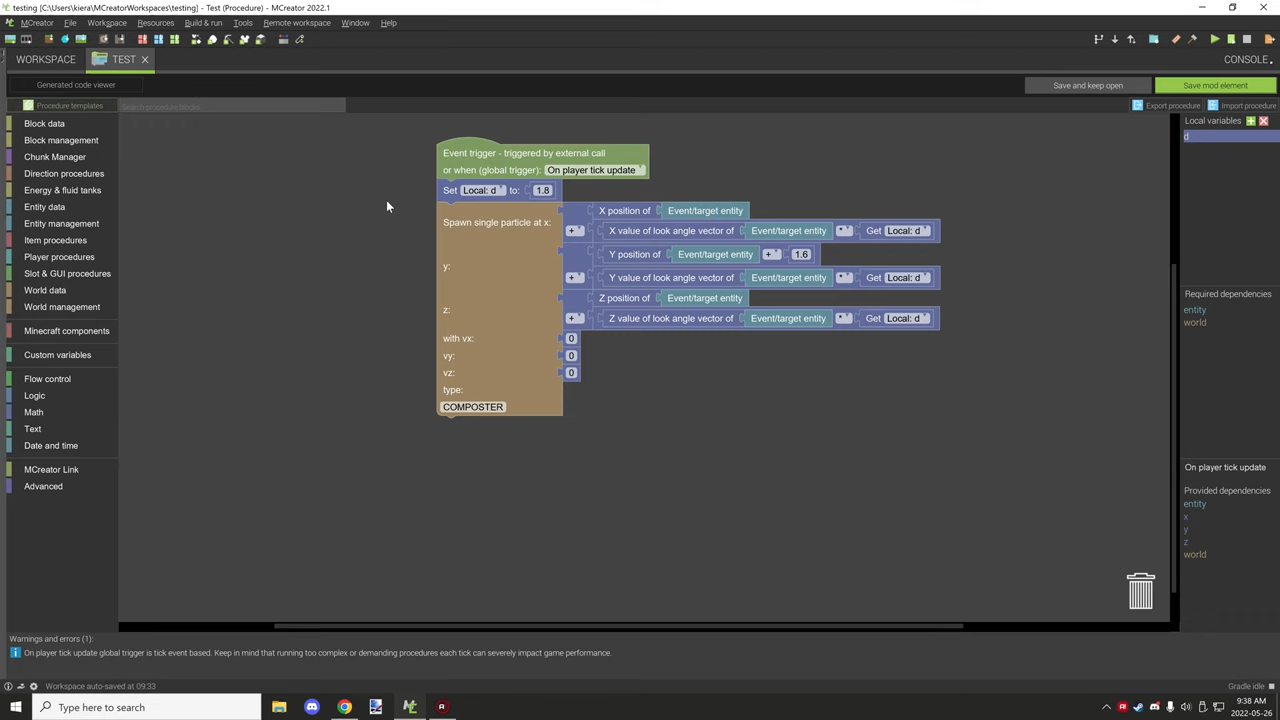 testing [C:\Users\kiera\MCreatorWorkspaces\testing] - Test (Procedure) - MCreator 2022.1
MCreator File Workspace Resources Build & run Tools Remote workspace Window Help
WORKSPACE TEST CONSOLE
Generated code viewer Save and keep open Save mod element
Procedure templates Search procedure blocks Export procedure Import procedure
Local variables
d
Block data
Block management
Chunk Manager
Direction procedures
Energy & fluid tanks
Entity data
Entity management
Item procedures
Player procedures
Slot & GUI procedures
World data
World management
Minecraft components
Custom variables
Flow control
Logic
Math
Text
Date and time
MCreator Link
Advanced
Event trigger - triggered by external call
or when (global trigger): On player tick update
Set Local: d to: 1.8
Spawn single particle at x: X position of Event/target entity
+ X value of look angle vector of Event/target entity * Get Local: d
y: Y position of Event/target entity + 1.6
+ Y value of look angle vector of Event/target entity * Get Local: d
z: Z position of Event/target entity
+ Z value of look angle vector of Event/target entity * Get Local: d
with vx: 0
vy: 0
vz: 0
type:
COMPOSTER
Required dependencies
entity
world
On player tick update
Provided dependencies
entity
x
y
z
world
Warnings and errors (1):
On player tick update global trigger is tick event based. Keep in mind that running too complex or demanding procedures each tick can severely impact game performance.
Workspace auto-saved at 09:33 Gradle idle
Type here to search
9:38 AM
2022-05-26